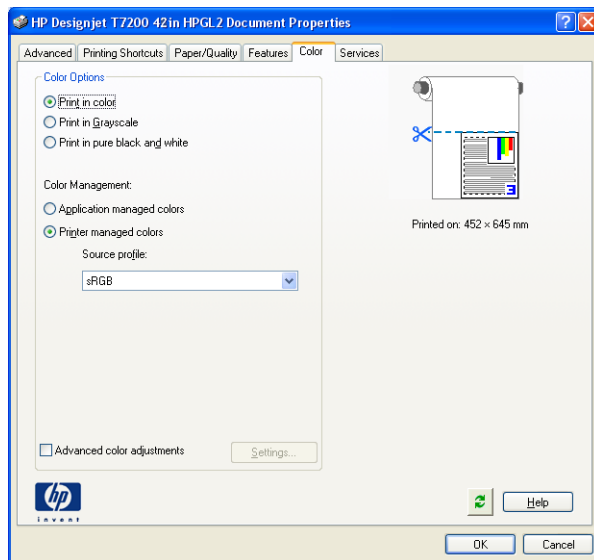 HP Designjet T7200 42in HPGL2 Document Properties
Advanced Printing Shortcuts Paper/Quality Features Color Services
Color Options
Print in color
Print in Grayscale
Print in pure black and white
Color Management:
Application managed colors
Printer managed colors
Source profile:
sRGB
Advanced color adjustments
Settings...
3
Printed on: 452 × 645 mm
hp
invent
Help
OK
Cancel